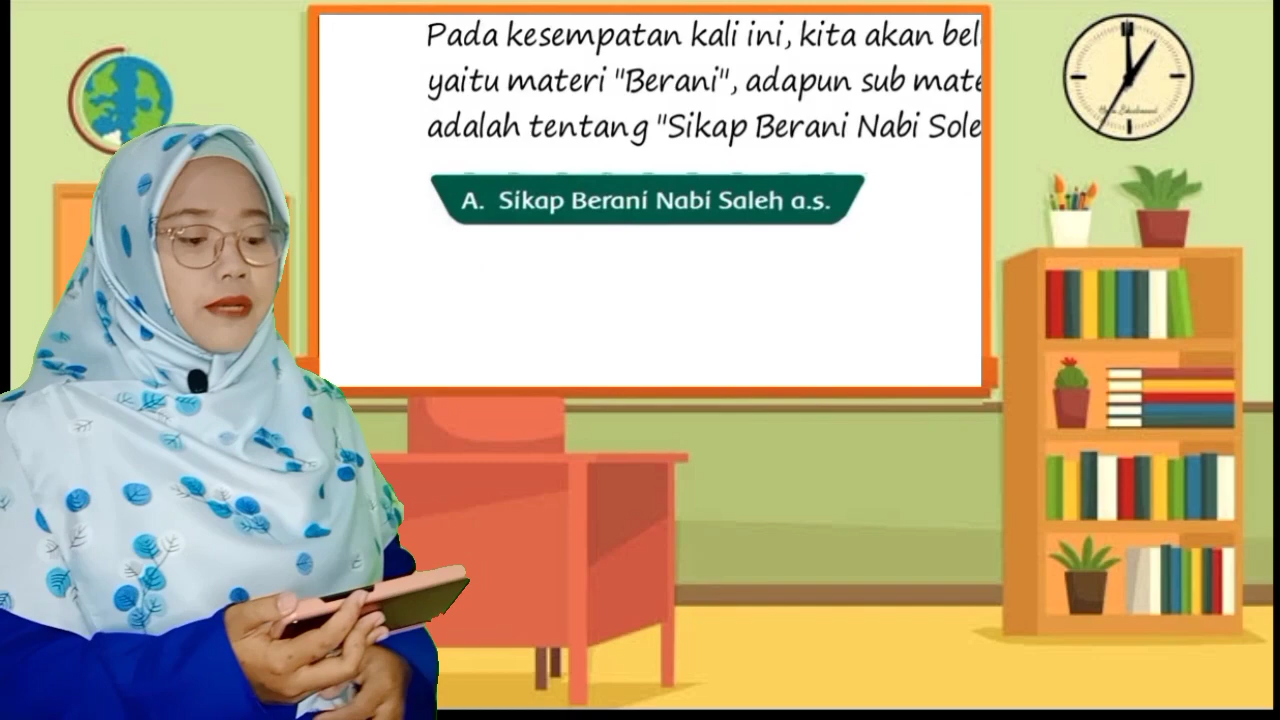 Pada kesempatan kali ini, kita akan
yaitu materi "Berani", adapun sub
adalah tentang "Sikap Berani Nabi
A. Sikap Berani Nabi Saleh a.s.